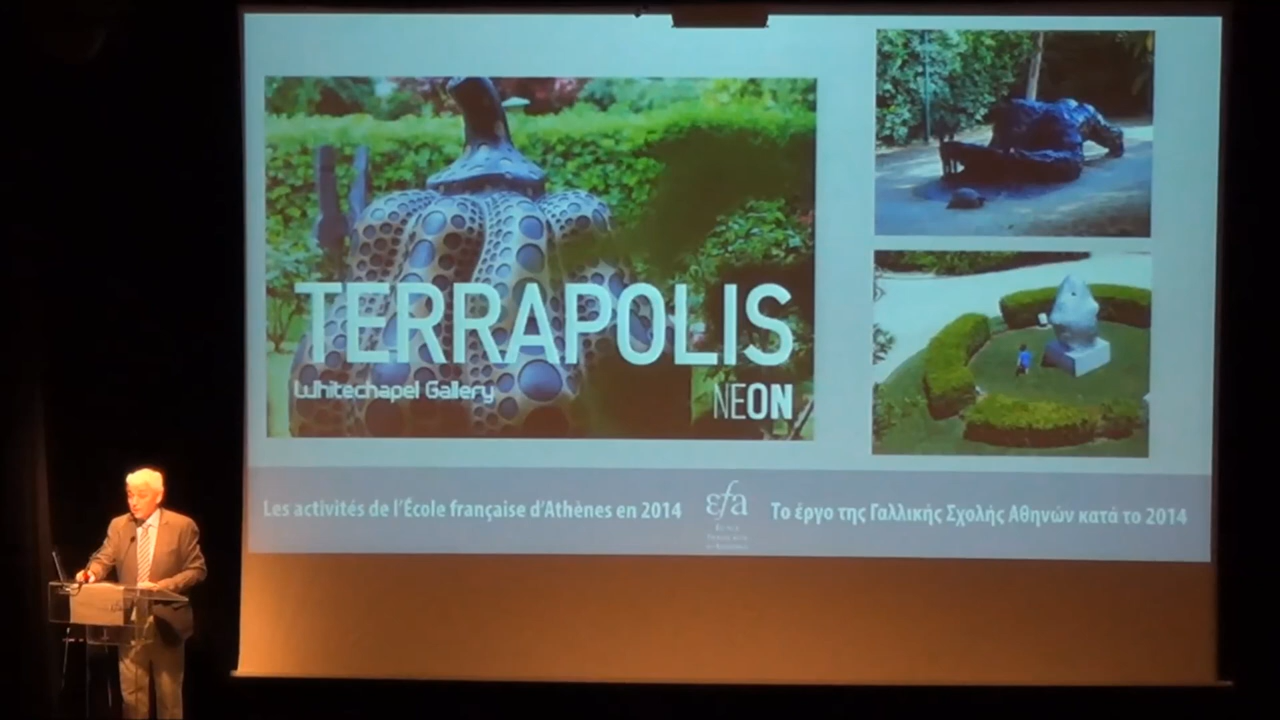 TERRAPOLIS
Whitechapel Gallery
NEON
Les activités de l'École française d'Athènes en 2014
εfa
Το έργο της Γαλλικής Σχολής Αθηνών κατά το 2014